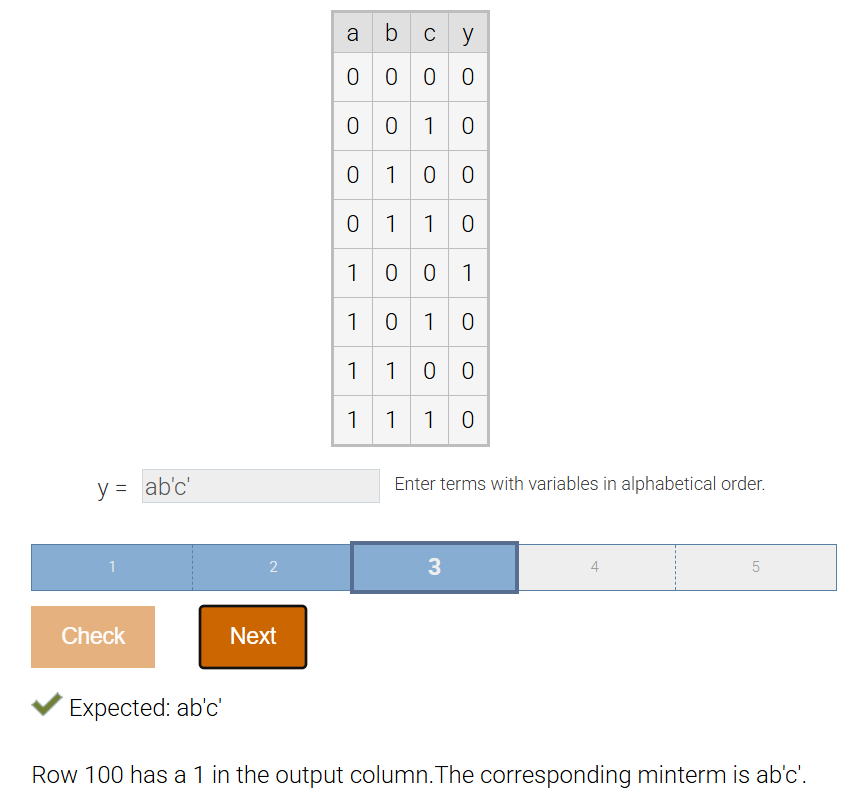 a b c y
0 0 0 0
0 0 1 0
0 1 0 0
0 1 1 0
1 0 0 1
1 0 1 0
1 1 0 0
1 1 1 0
y = ab'c' Enter terms with variables in alphabetical order.
1 2 3 4 5
Check Next
Expected: ab'c'
Row 100 has a 1 in the output column.The corresponding minterm is ab'c'.